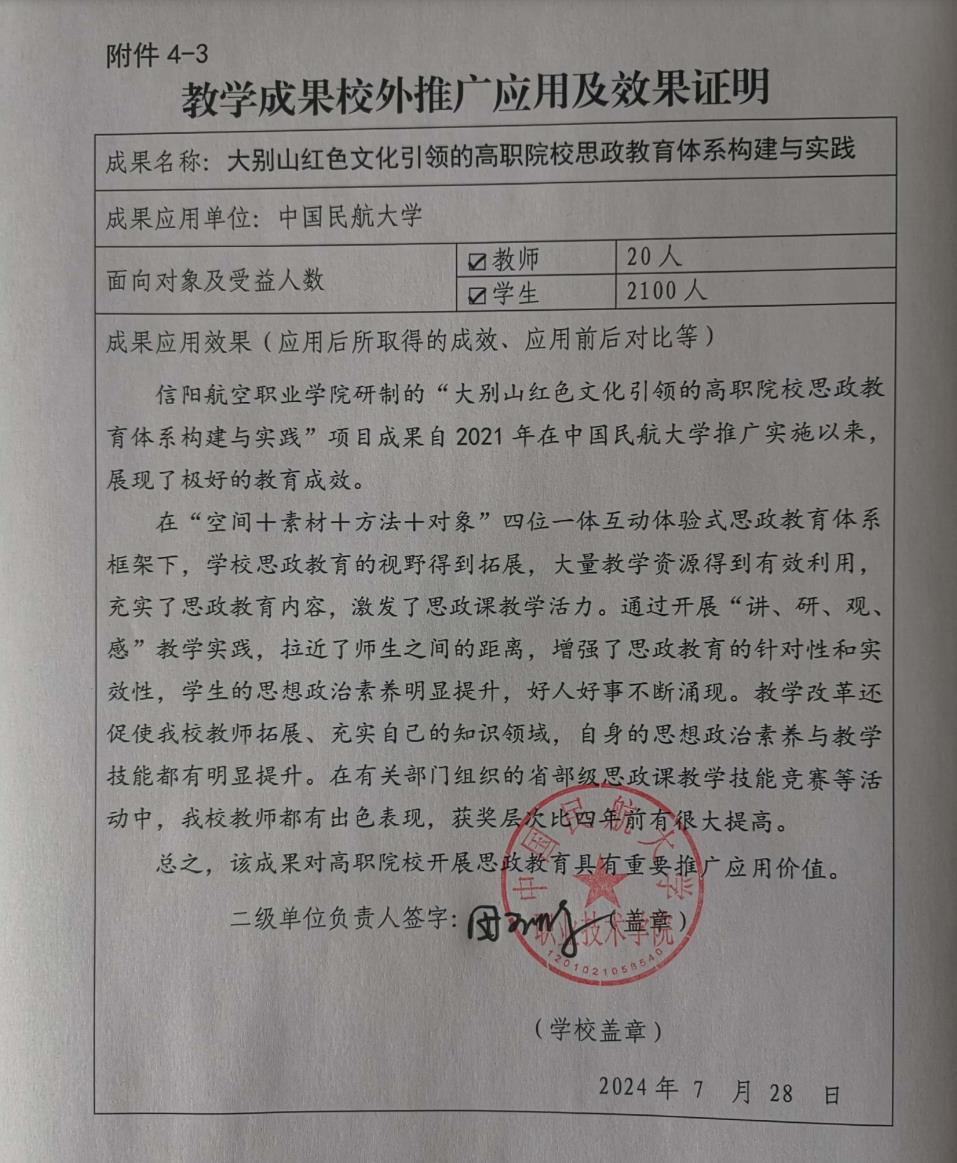 附件 4-3
教学成果校外推广应用及效果证明
成果名称：大别山红色文化引领的高职院校思政教育体系构建与实践
成果应用单位：中国民航大学
面向对象及受益人数
☑教师 20 人
☑学生 2100 人
成果应用效果（应用后所取得的成效、应用前后对比等）
信阳航空职业学院研制的“大别山红色文化引领的高职院校思政教
育体系构建与实践”项目成果自 2021 年在中国民航大学推广实施以来，
展现了极好的教育成效。
在“空间＋素材＋方法＋对象”四位一体互动体验式思政教育体系
框架下，学校思政教育的视野得到拓展，大量教学资源得到有效利用，
充实了思政教育内容，激发了思政课教学活力。通过开展“讲、研、观、
感”教学实践，拉近了师生之间的距离，增强了思政教育的针对性和实
效性，学生的思想政治素养明显提升，好人好事不断涌现。教学改革还
促使我校教师拓展、充实自己的知识领域，自身的思想政治素养与教学
技能都有明显提升。在有关部门组织的省部级思政课教学技能竞赛等活
动中，我校教师都有出色表现，获奖层次比四年前有很大提高。
总之，该成果对高职院校开展思政教育具有重要推广应用价值。
二级单位负责人签字：（盖章）
中国民航大学
职业技术学院
1201021058540
（学校盖章）
2024 年 7 月 28 日